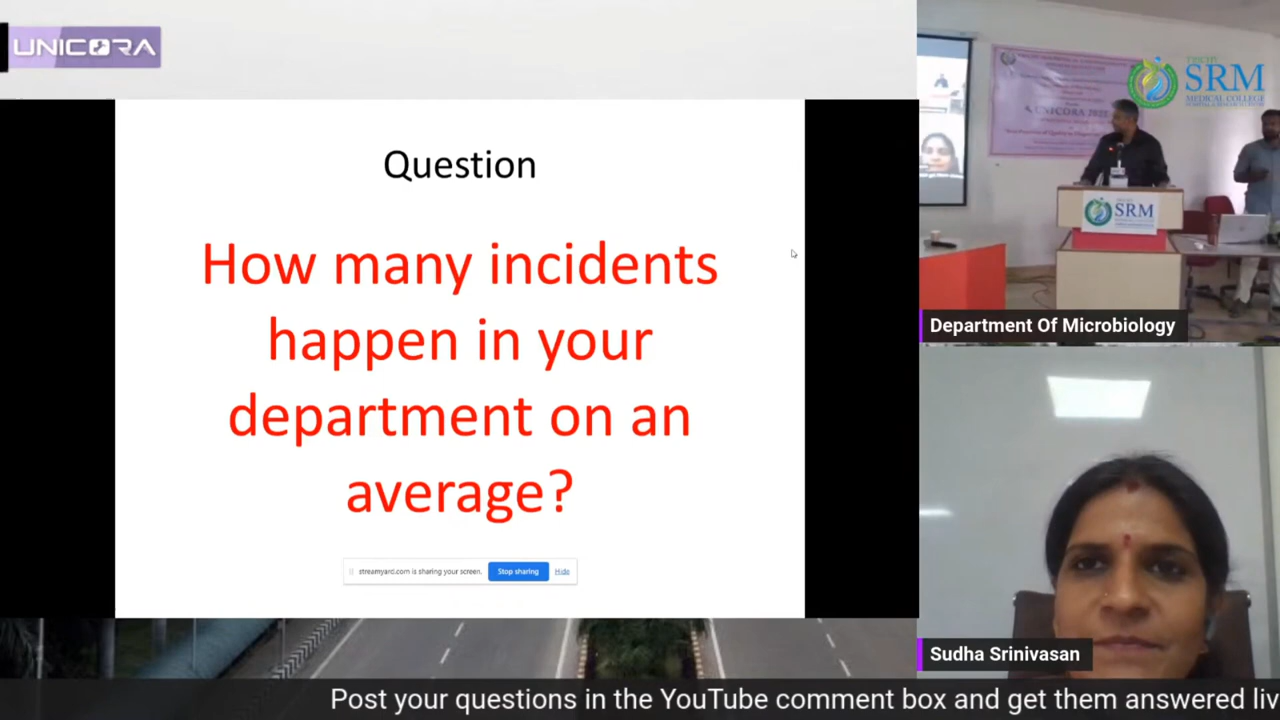 UNICORA
Question
How many incidents
happen in your
department on an
average?
streamyard.com is sharing your screen.
Stop sharing
Hide
SRM
MEDICAL COLLEGE
UNICORA
SRM
Department Of Microbiology
Sudha Srinivasan
Post your questions in the YouTube comment box and get them answered liv